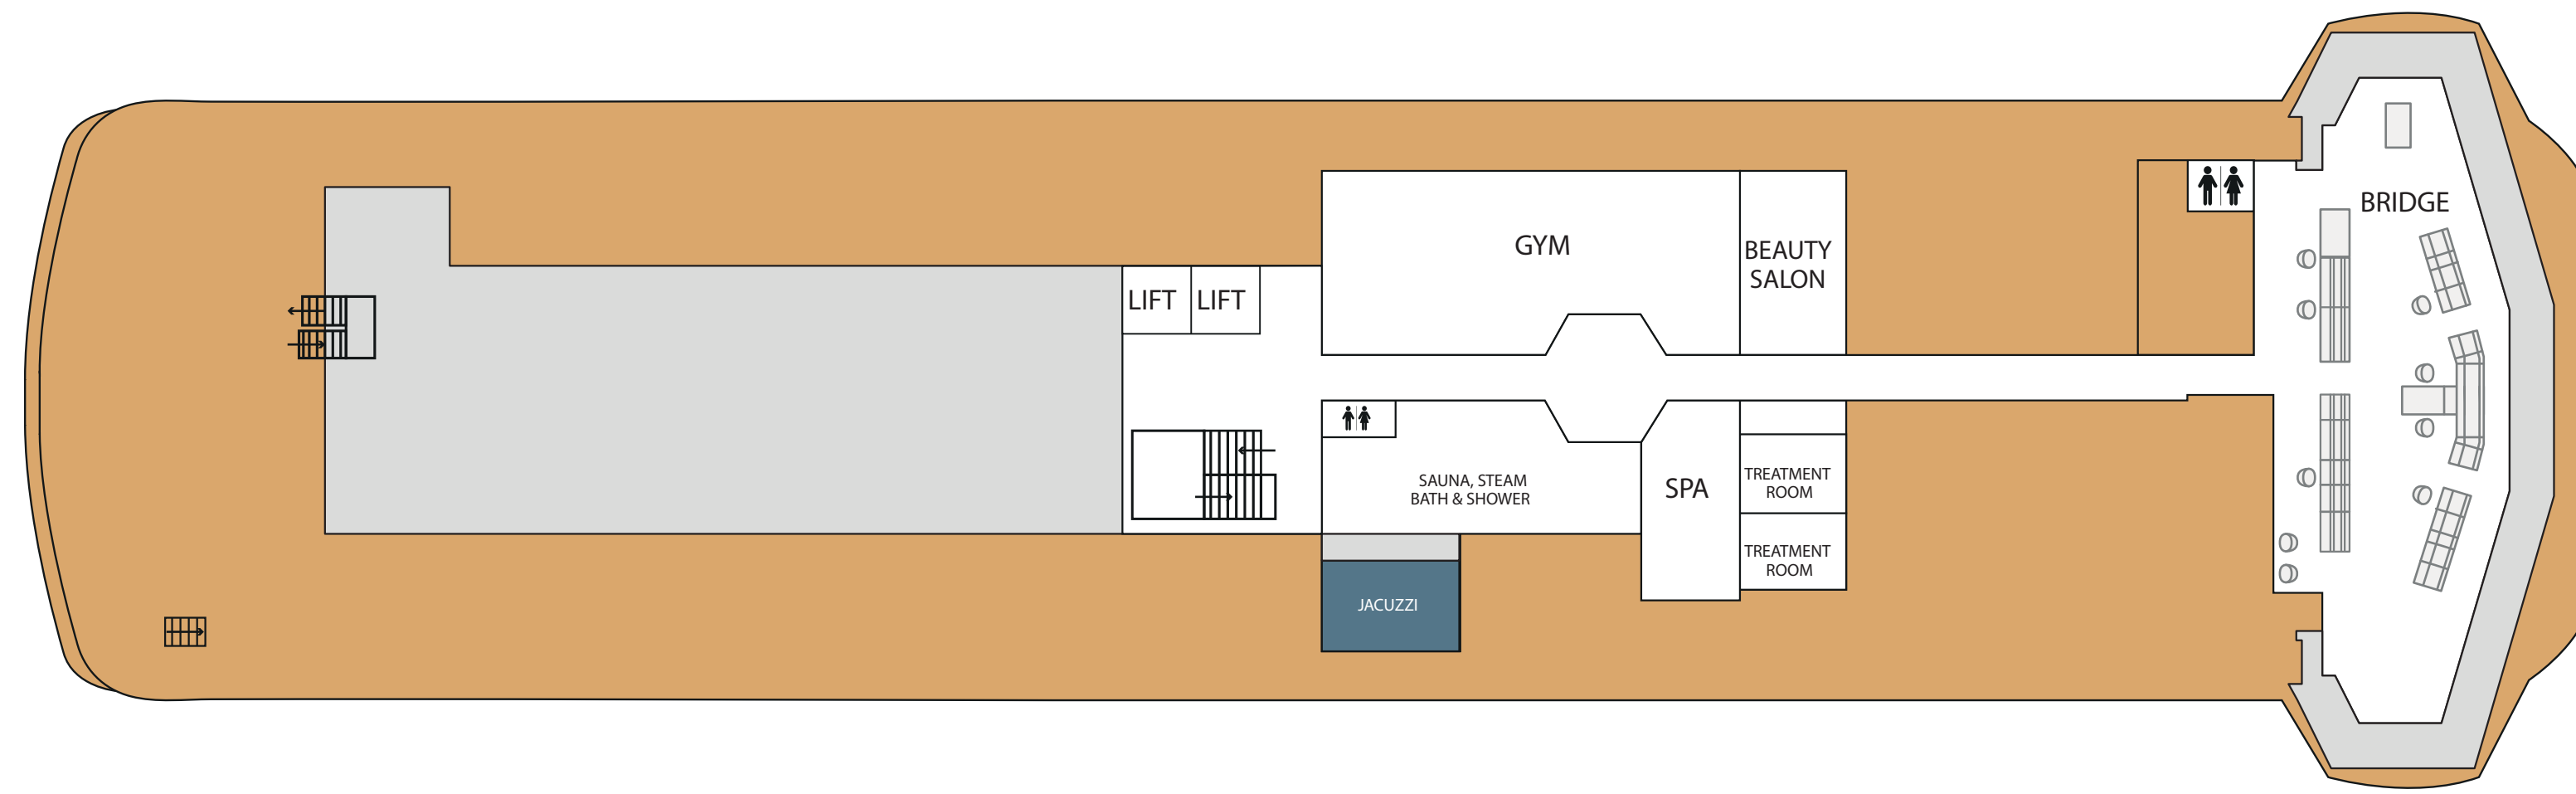 BRIDGE
GYM
BEAUTY
SALON
LIFT
LIFT
SAUNA, STEAM
BATH & SHOWER
SPA
TREATMENT
ROOM
TREATMENT
ROOM
JACUZZI